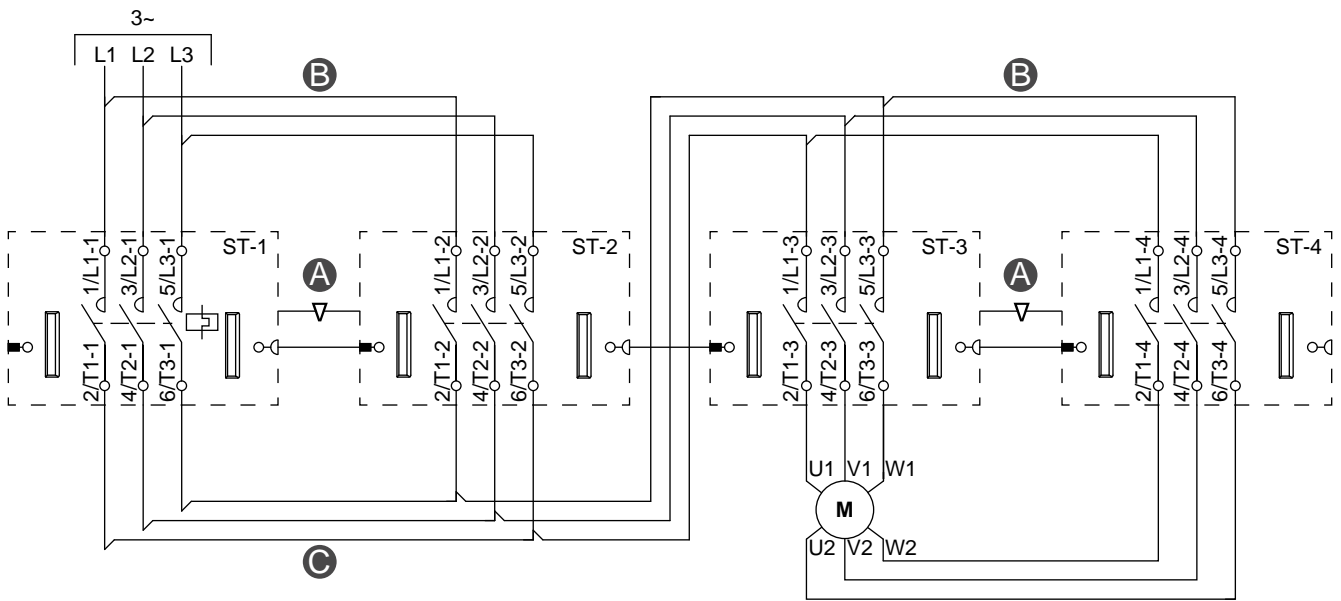 3~
L1 L2 L3
B B
ST-1 ST-2 ST-3 ST-4
1/L1-1 3/L2-1 5/L3-1 1/L1-2 3/L2-2 5/L3-2 1/L1-3 3/L2-3 5/L3-3 1/L1-4 3/L2-4 5/L3-4
A A
2/T1-1 4/T2-1 6/T3-1 2/T1-2 4/T2-2 6/T3-2 2/T1-3 4/T2-3 6/T3-3 2/T1-4 4/T2-4 6/T3-4
U1 V1 W1
M
U2 V2 W2
C